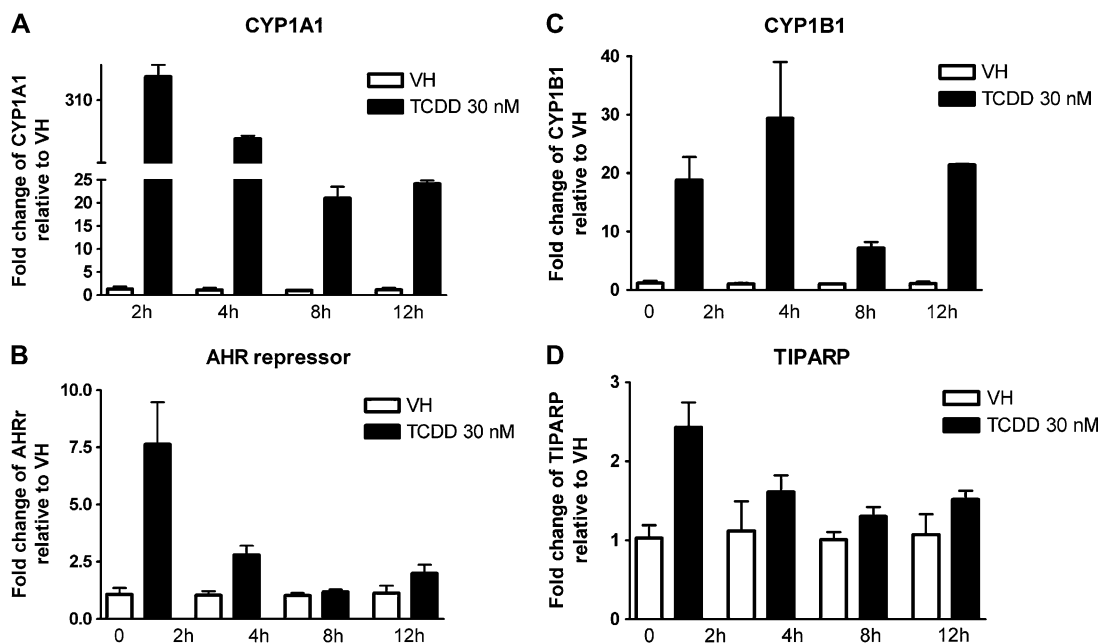 A
CYP1A1
Fold change of CYP1A1
relative to VH
310
25
20
15
10
5
0
VH
TCDD 30 nM
2h 4h 8h 12h
C
CYP1B1
Fold change of CYP1B1
relative to VH
40
30
20
10
0
VH
TCDD 30 nM
0 2h 4h 8h 12h
B
AHR repressor
Fold change of AHRr
relative to VH
10.0
7.5
5.0
2.5
0.0
VH
TCDD 30 nM
0 2h 4h 8h 12h
D
TIPARP
Fold change of TIPARP
relative to VH
3
2
1
0
VH
TCDD 30 nM
0 2h 4h 8h 12h